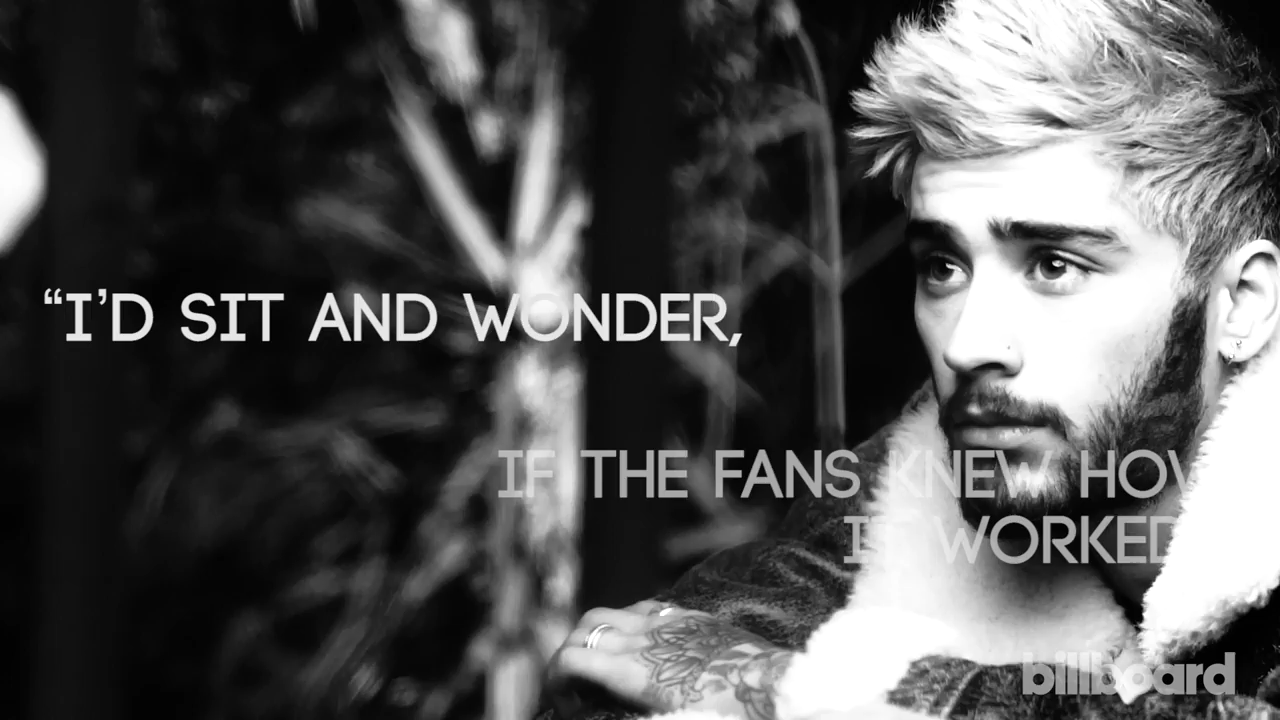 “I’D SIT AND WONDER,
IF THE FANS KNEW HOW
IT WORKED
billboard